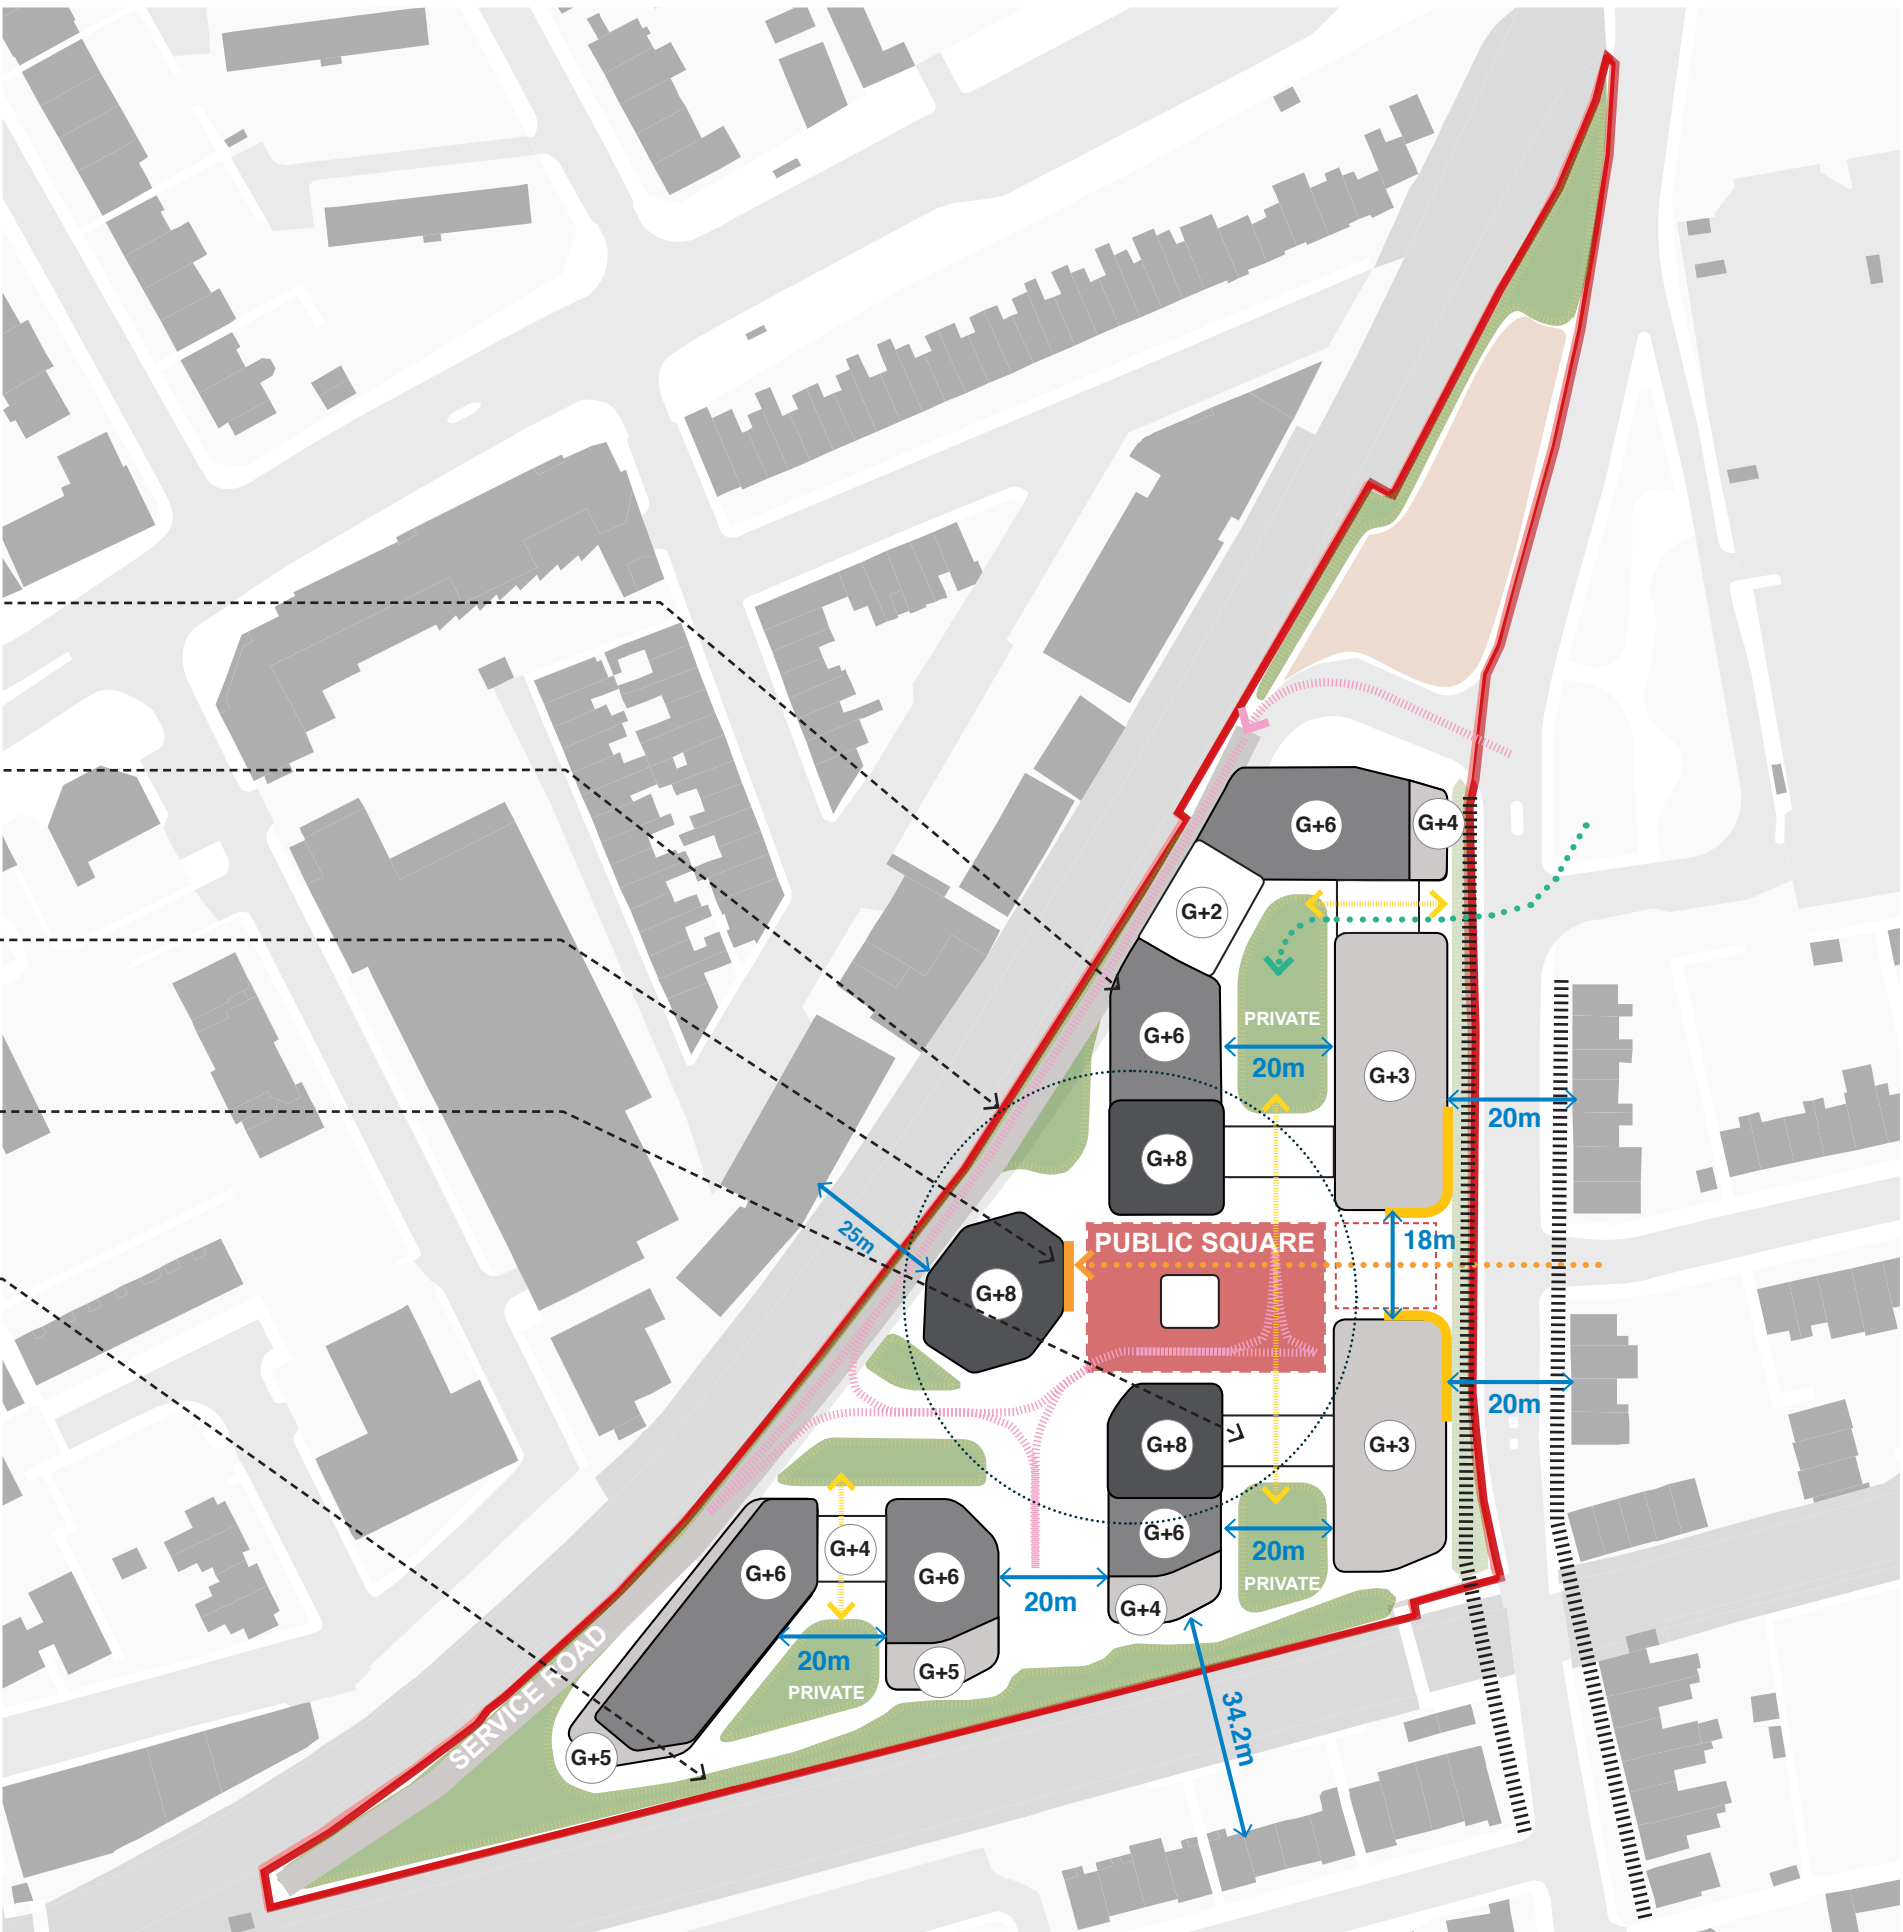 G+6
G+4
G+2
PRIVATE
G+6
20m
G+3
20m
G+8
25m
PUBLIC SQUARE
18m
G+8
20m
G+8
G+3
G+6
20m
PRIVATE
G+4
G+6
G+6
20m
G+4
20m
PRIVATE
G+5
SERVICE ROAD
34.2m
G+5